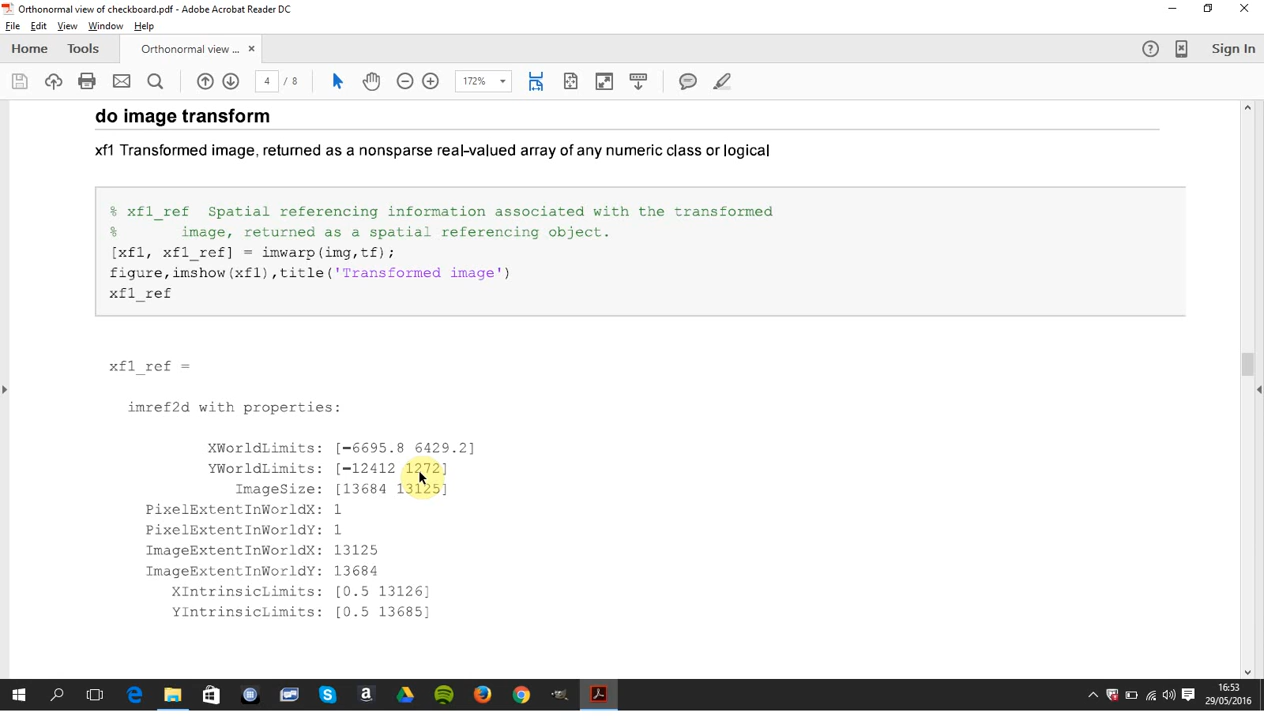 Orthonormal view of checkboard.pdf - Adobe Acrobat Reader DC
File Edit View Window Help
Home Tools Orthonormal view ... × Sign In
4 / 8 172%
do image transform
xf1 Transformed image, returned as a nonsparse real-valued array of any numeric class or logical
% xf1_ref Spatial referencing information associated with the transformed
% image, returned as a spatial referencing object.
[xf1, xf1_ref] = imwarp(img,tf);
figure,imshow(xf1),title('Transformed image')
xf1_ref
xf1_ref =
imref2d with properties:
XWorldLimits: [-6695.8 6429.2]
YWorldLimits: [-12412 1272]
ImageSize: [13684 13125]
PixelExtentInWorldX: 1
PixelExtentInWorldY: 1
ImageExtentInWorldX: 13125
ImageExtentInWorldY: 13684
XIntrinsicLimits: [0.5 13126]
YIntrinsicLimits: [0.5 13685]
16:53
29/05/2016